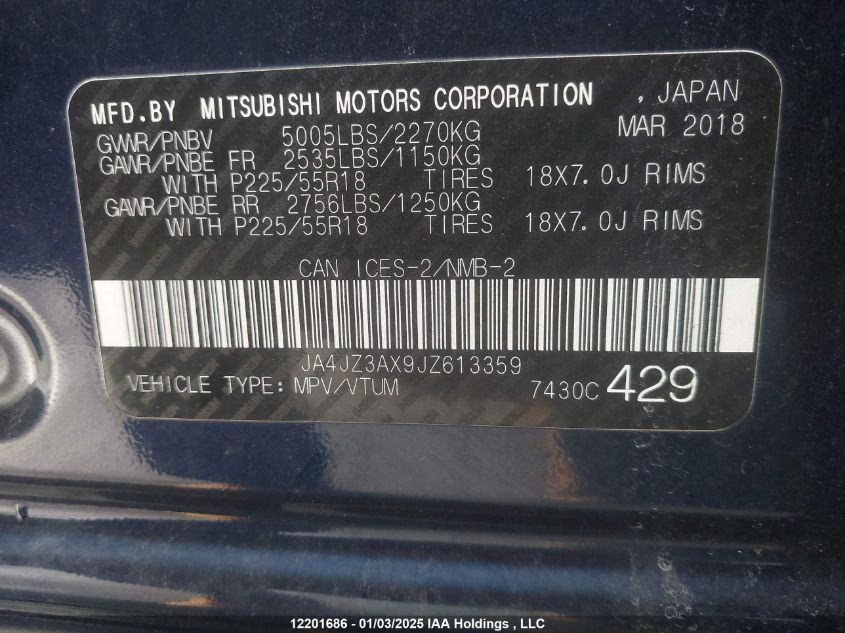 MFD.BY MITSUBISHI MOTORS CORPORATION , JAPAN
GVWR/PNBV 5005LBS/2270KG MAR 2018
GAWR/PNBE FR 2535LBS/1150KG
WITH P225/55R18 TIRES 18X7.0J RIMS
GAWR/PNBE RR 2756LBS/1250KG
WITH P225/55R18 TIRES 18X7.0J RIMS
CAN ICES-2/NMB-2
JA4JZ3AX9JZ613359
VEHICLE TYPE: MPV/VTUM 7430C 429
12201686 - 01/03/2025 IAA Holdings , LLC